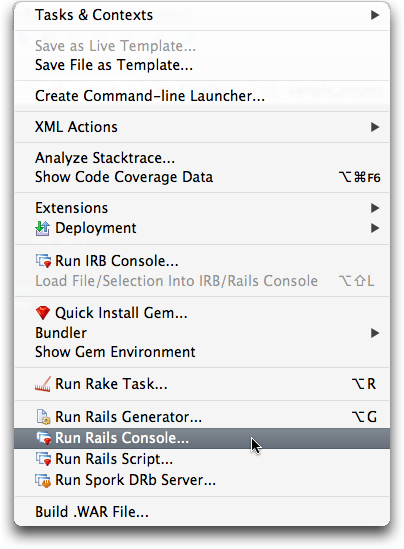 Tasks & Contexts
Save as Live Template...
Save File as Template...
Create Command-line Launcher...
XML Actions
Analyze Stacktrace...
Show Code Coverage Data ⌥⌘F6
Extensions
Deployment
Run IRB Console...
Load File/Selection Into IRB/Rails Console ⌥⇧L
Quick Install Gem...
Bundler
Show Gem Environment
Run Rake Task... ⌥R
Run Rails Generator... ⌥G
Run Rails Console...
Run Rails Script...
Run Spork DRb Server...
Build .WAR File...